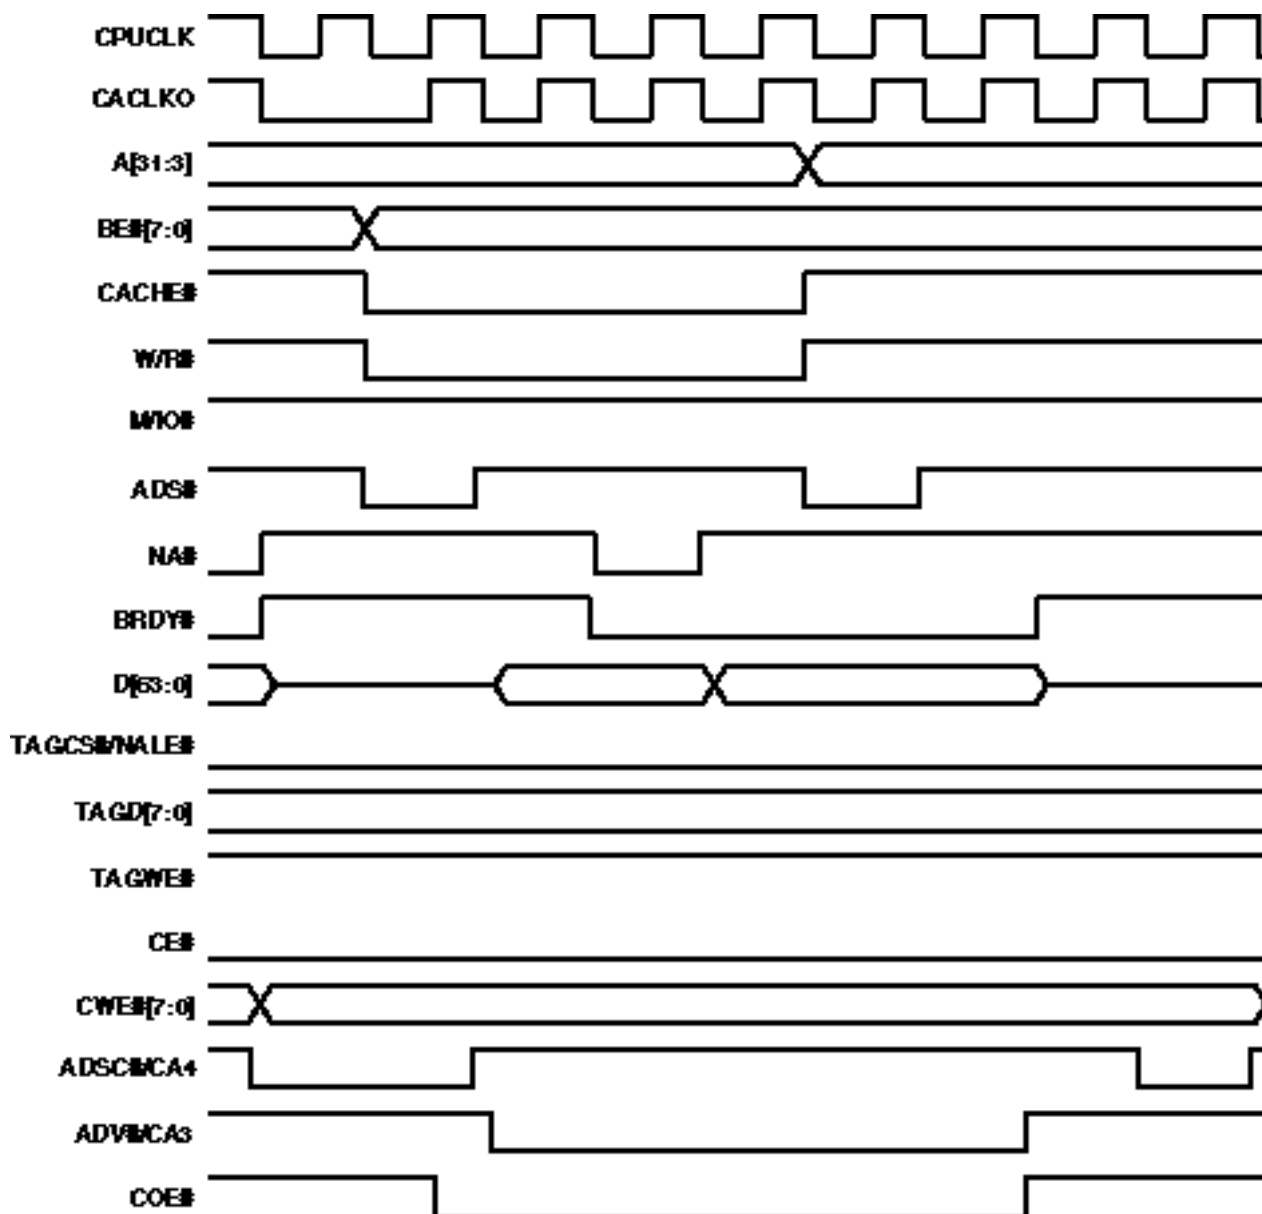 CPUCLK
CACLKO
A[31:3]
BE#[7:0]
CACHE#
W/R#
M/IO#
ADS#
NA#
BRDY#
D[63:0]
TAGCS#/NALE#
TAGD[7:0]
TAGWE#
CE#
CWE#[7:0]
ADSC#/CA4
ADV#/CA3
COE#